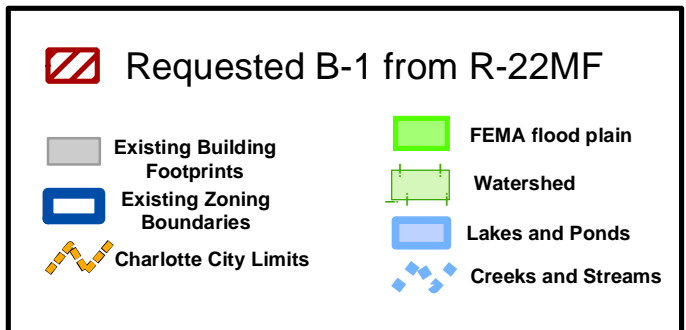 Requested B-1 from R-22MF
Existing Building
Footprints
Existing Zoning
Boundaries
Charlotte City Limits
FEMA flood plain
Watershed
Lakes and Ponds
Creeks and Streams